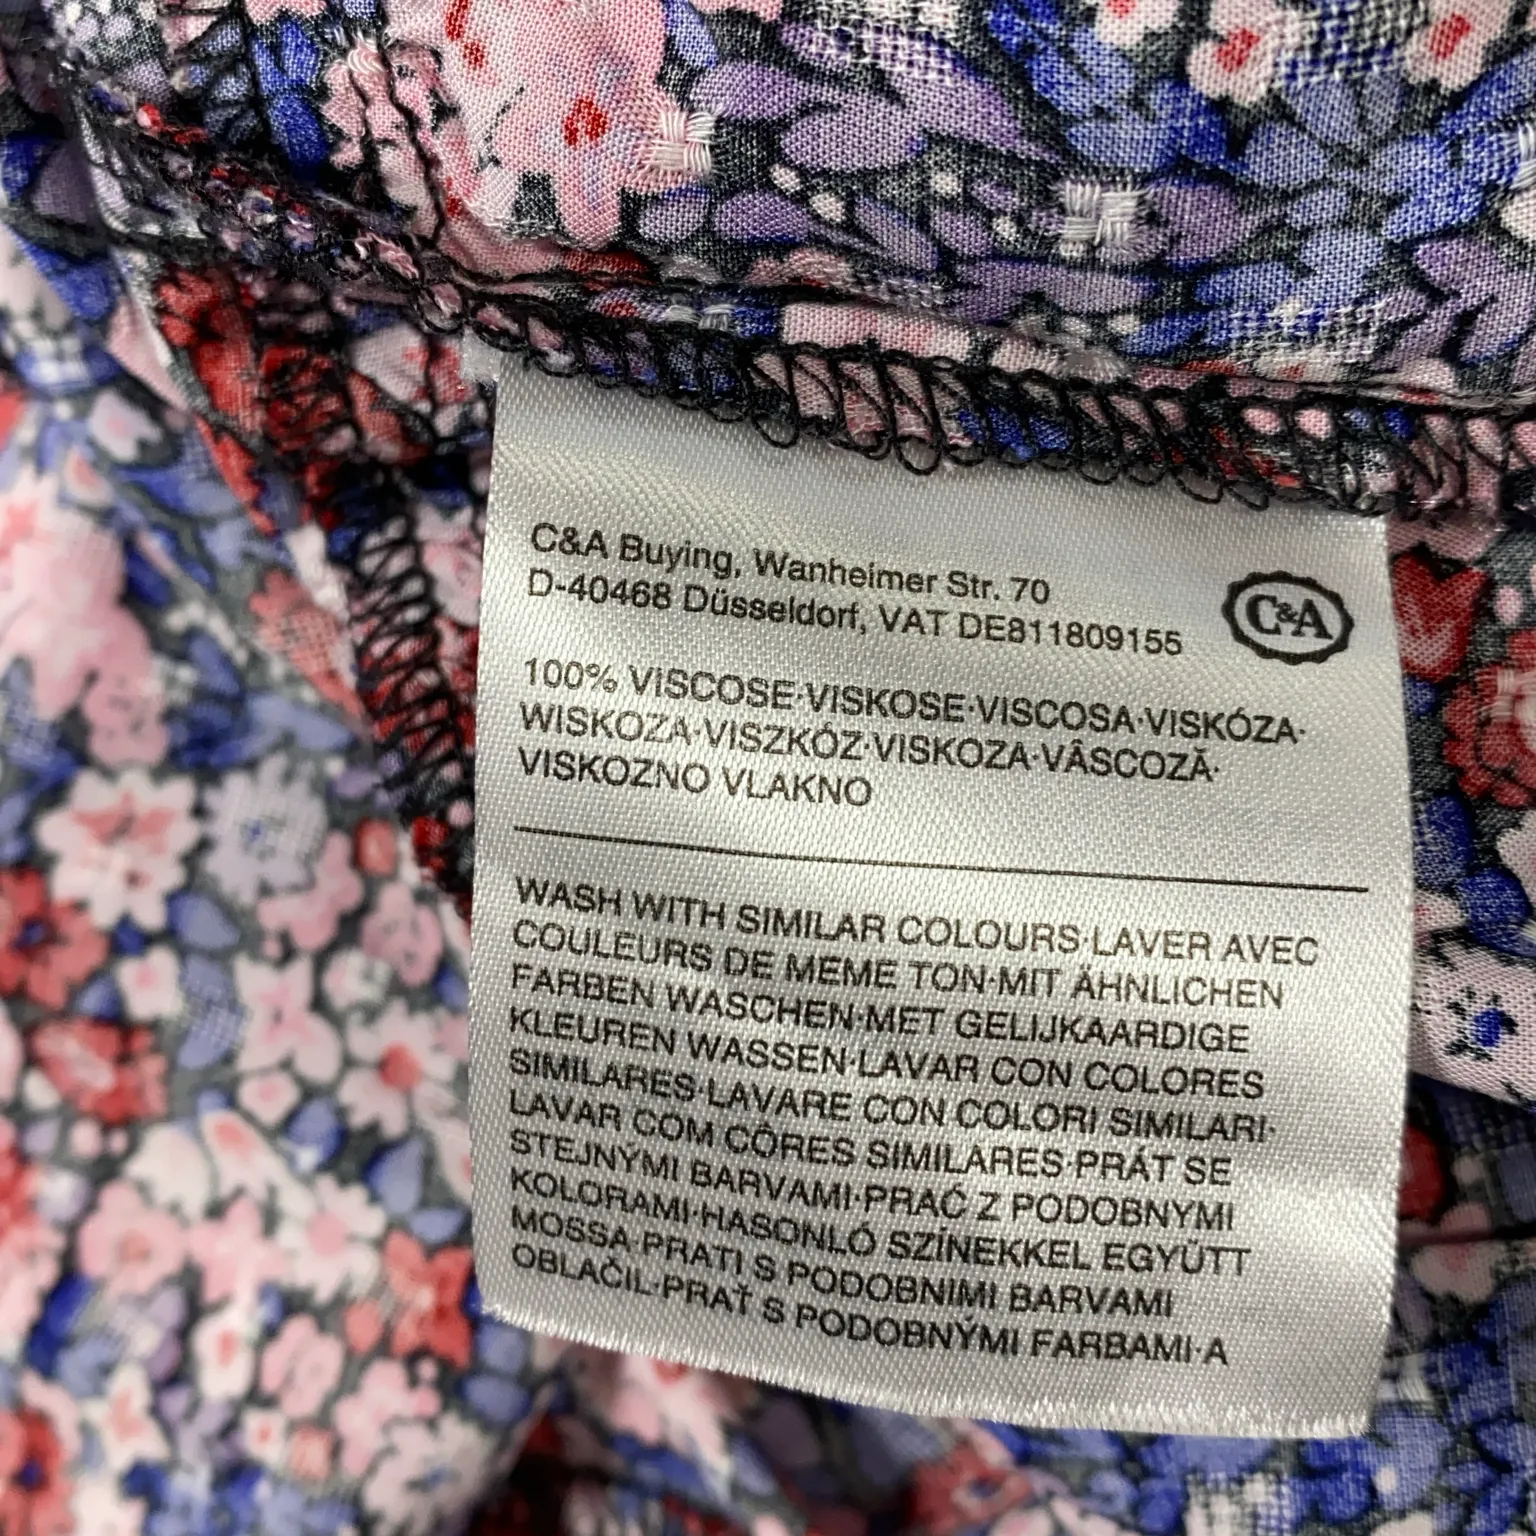 C&A Buying, Wanheimer Str. 70
D-40468 Düsseldorf, VAT DE811809155
C&A
100% VISCOSE·VISKOSE·VISCOSA·VISKÓZA·
WISKOZA·VISZKÓZ·VISKOZA·VÂSCOZĂ·
VISKOZNO VLAKNO
WASH WITH SIMILAR COLOURS·LAVER AVEC
COULEURS DE MEME TON·MIT ÄHNLICHEN
FARBEN WASCHEN·MET GELIJKAARDIGE
KLEUREN WASSEN·LAVAR CON COLORES
SIMILARES·LAVARE CON COLORI SIMILARI·
LAVAR COM CÔRES SIMILARES·PRÁT SE
STEJNÝMI BARVAMI·PRAĆ Z PODOBNYMI
KOLORAMI·HASONLÓ SZÍNEKKEL EGYÜTT
MOSSA·PRATI S PODOBNIMI BARVAMI
OBLAČIL·PRAŤ S PODOBNÝMI FARBAMI·A